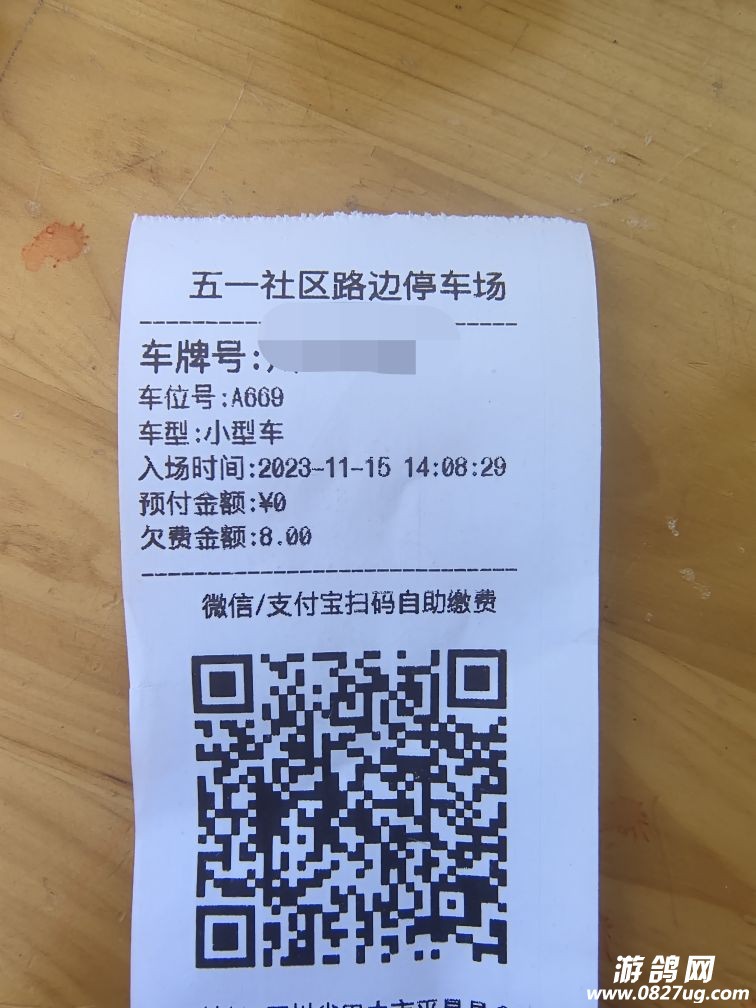 五一社区路边停车场
车牌号:
车位号:A669
车型:小型车
入场时间:2023-11-15 14:08:29
预付金额:¥0
欠费金额:8.00
微信/支付宝扫码自助缴费
游鸽网
www.0827ug.com